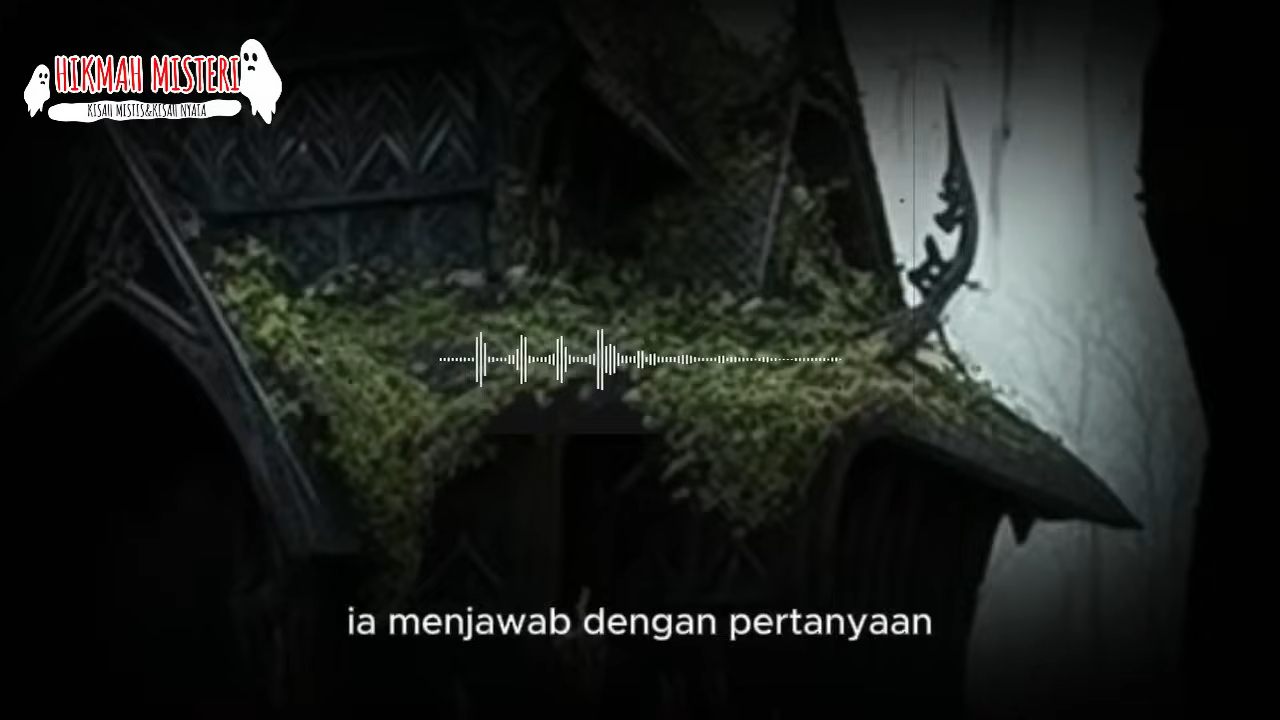 HIKMAH MISTERI
KISAH MISTIS&KISAH NYATA
ia menjawab dengan pertanyaan